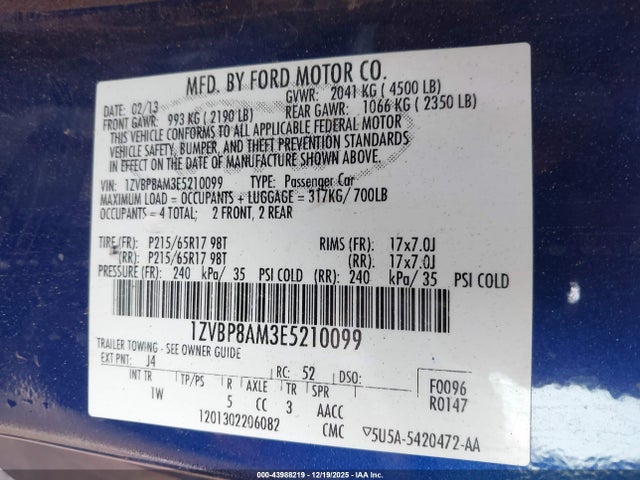 MFD. BY FORD MOTOR CO.
DATE: 02/13 GVWR: 2041 KG ( 4500 LB)
FRONT GAWR: 993 KG ( 2190 LB) REAR GAWR: 1066 KG ( 2350 LB)
THIS VEHICLE CONFORMS TO ALL APPLICABLE FEDERAL MOTOR
VEHICLE SAFETY, BUMPER, AND THEFT PREVENTION STANDARDS
IN EFFECT ON THE DATE OF MANUFACTURE SHOWN ABOVE.
VIN: 1ZVBP8AM3E5210099 TYPE: Passenger Car
MAXIMUM LOAD = OCCUPANTS + LUGGAGE = 317KG/ 700LB
OCCUPANTS = 4 TOTAL; 2 FRONT, 2 REAR
TIRE(FR): P215/65R17 98T RIMS (FR): 17x7.0J
(RR): P215/65R17 98T (RR): 17x7.0J
PRESSURE (FR): 240 kPa/ 35 PSI COLD (RR): 240 kPa/ 35 PSI COLD
1ZVBP8AM3E5210099
TRAILER TOWING - SEE OWNER GUIDE
EXT PNT: J4 RC: 52 DSO: F0096
INT TR TP/PS R AXLE TR SPR R0147
1W 5 CC 3 AACC
1201302206082 CMC 5U5A-5420472-AA
000-43988219 - 12/19/2025 - IAAI.com